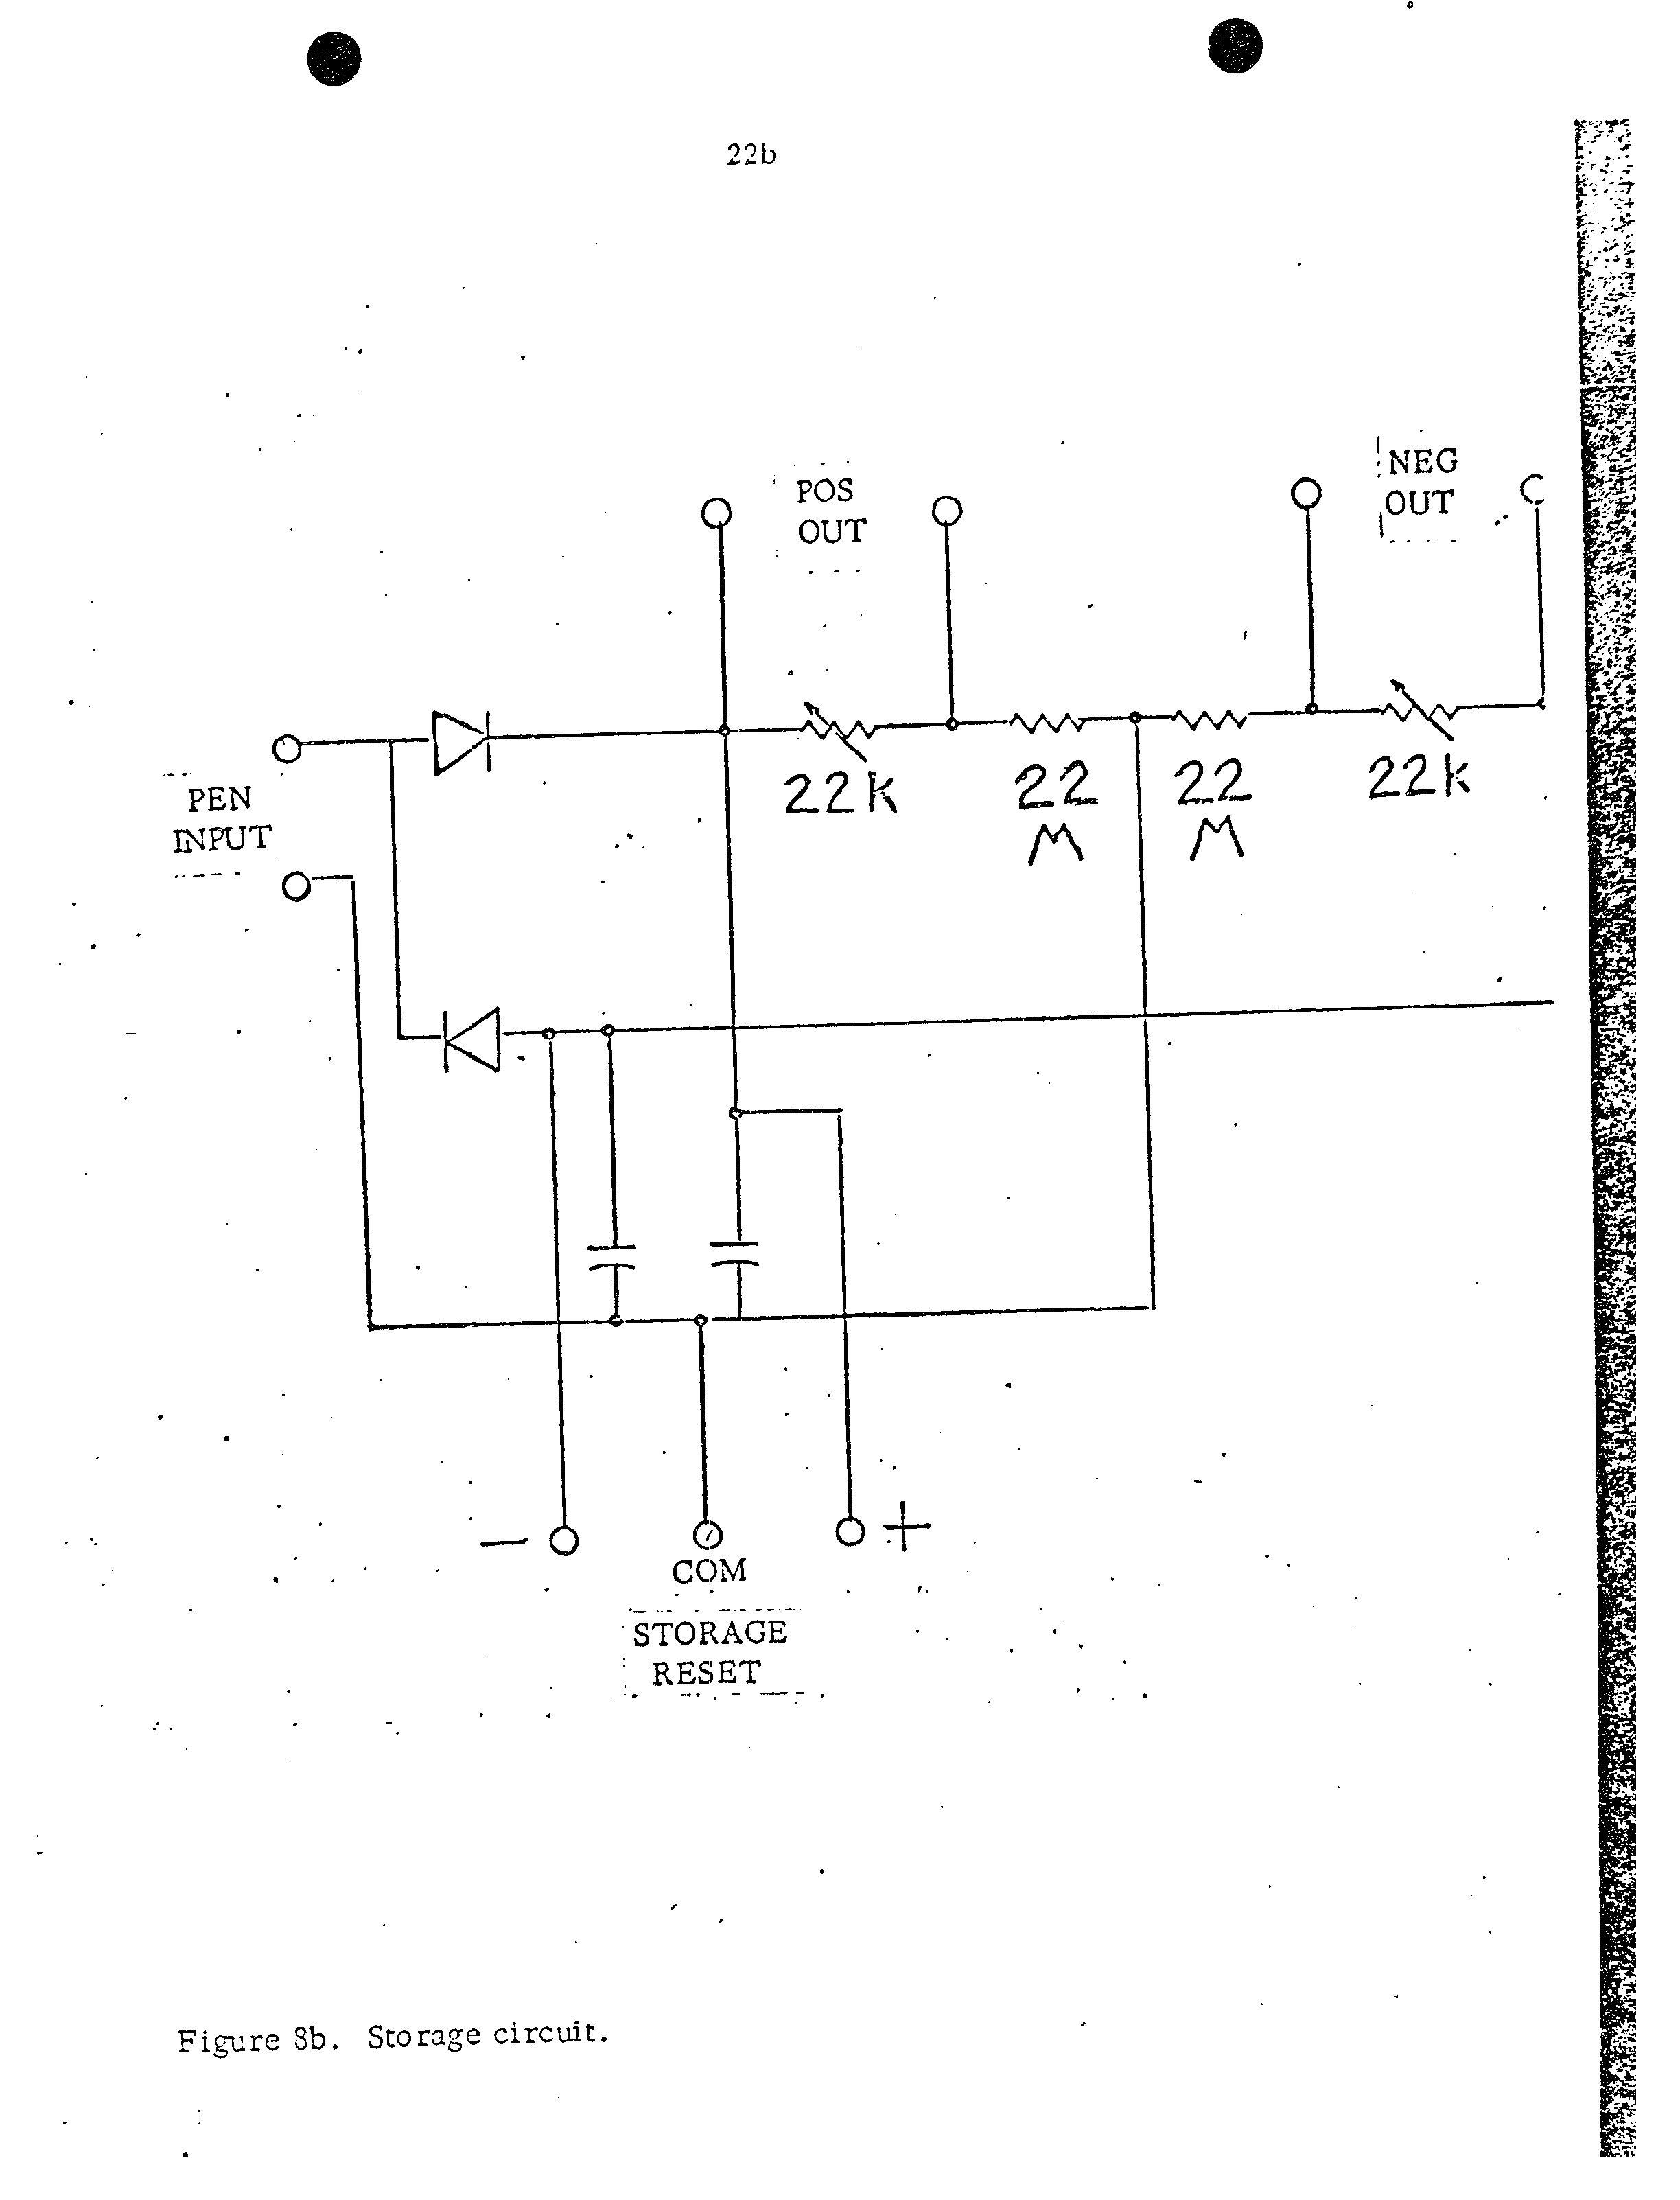 22b
POS
OUT
NEG
OUT
PEN
INPUT
22K
22
M
22
M
22K
−
+
COM
STORAGE
RESET
Figure 8b. Storage circuit.